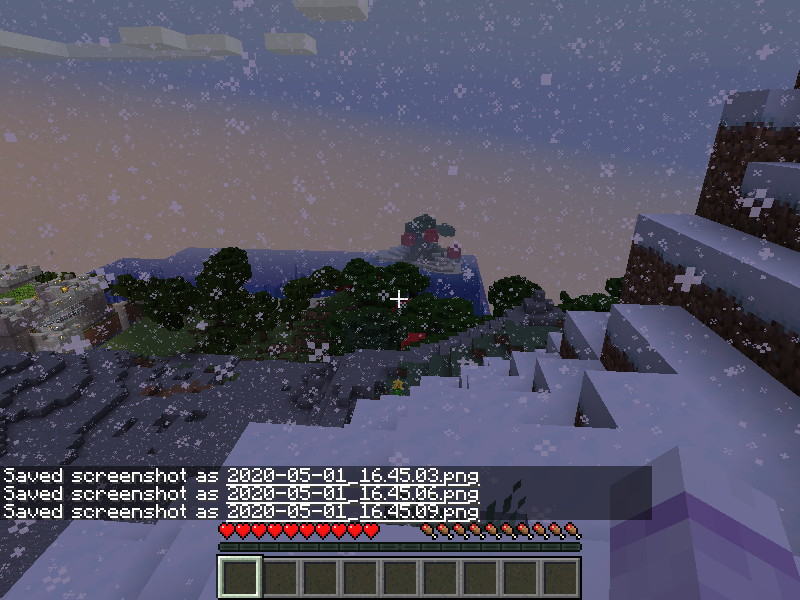 Saved screenshot as 2020-05-01_16.45.03.png
Saved screenshot as 2020-05-01_16.45.06.png
Saved screenshot as 2020-05-01_16.45.09.png